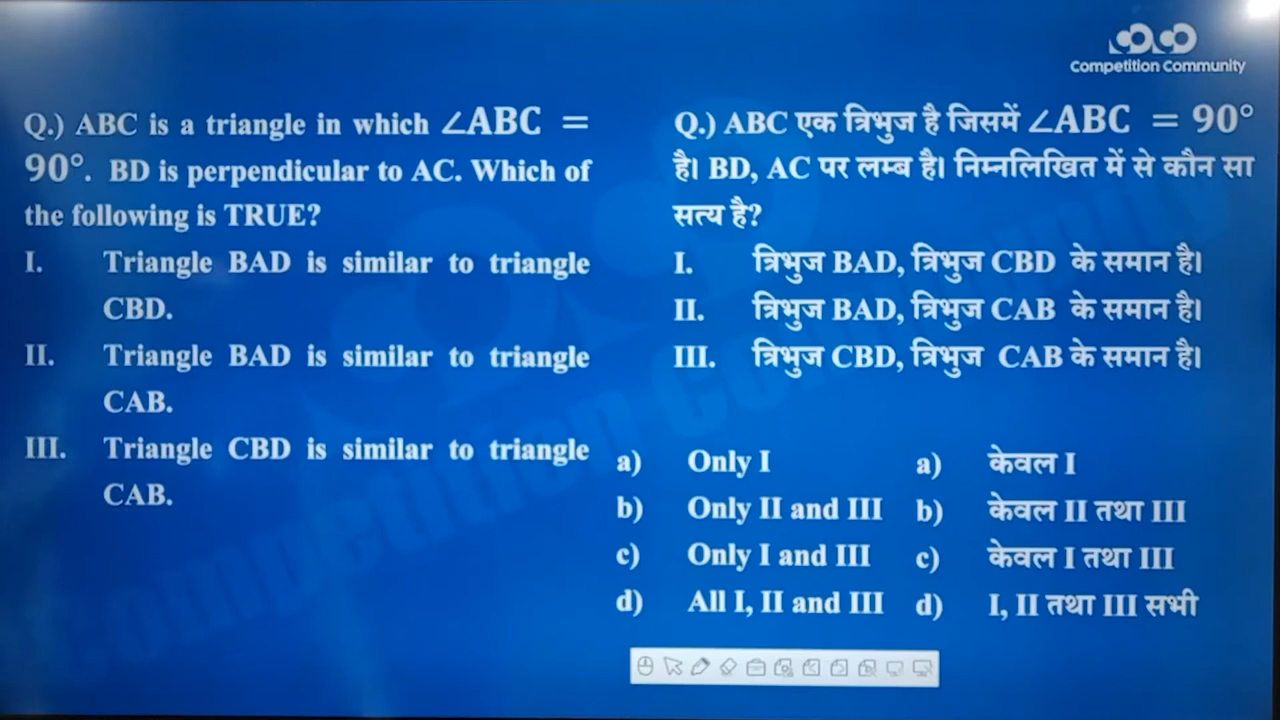 Competition Community
Q.) ABC is a triangle in which ∠ABC =
90°. BD is perpendicular to AC. Which of
the following is TRUE?
I. Triangle BAD is similar to triangle
CBD.
II. Triangle BAD is similar to triangle
CAB.
III. Triangle CBD is similar to triangle
CAB.
Q.) ABC एक त्रिभुज है जिसमें ∠ABC = 90°
है। BD, AC पर लम्ब है। निम्नलिखित में से कौन सा
सत्य है?
I. त्रिभुज BAD, त्रिभुज CBD के समान है।
II. त्रिभुज BAD, त्रिभुज CAB के समान है।
III. त्रिभुज CBD, त्रिभुज CAB के समान है।
a) Only I a) केवल I
b) Only II and III b) केवल II तथा III
c) Only I and III c) केवल I तथा III
d) All I, II and III d) I, II तथा III सभी
Competition Community